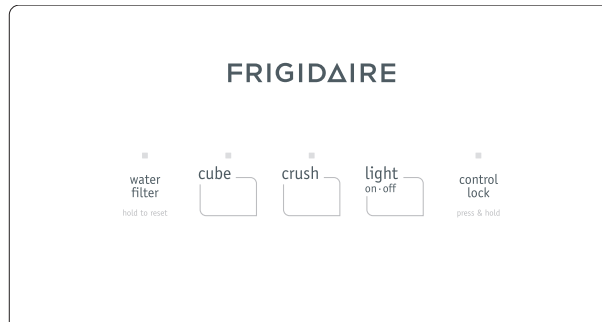 FRIGIDAIRE
water
filter
hold to reset
cube
crush
light
on·off
control
lock
press & hold